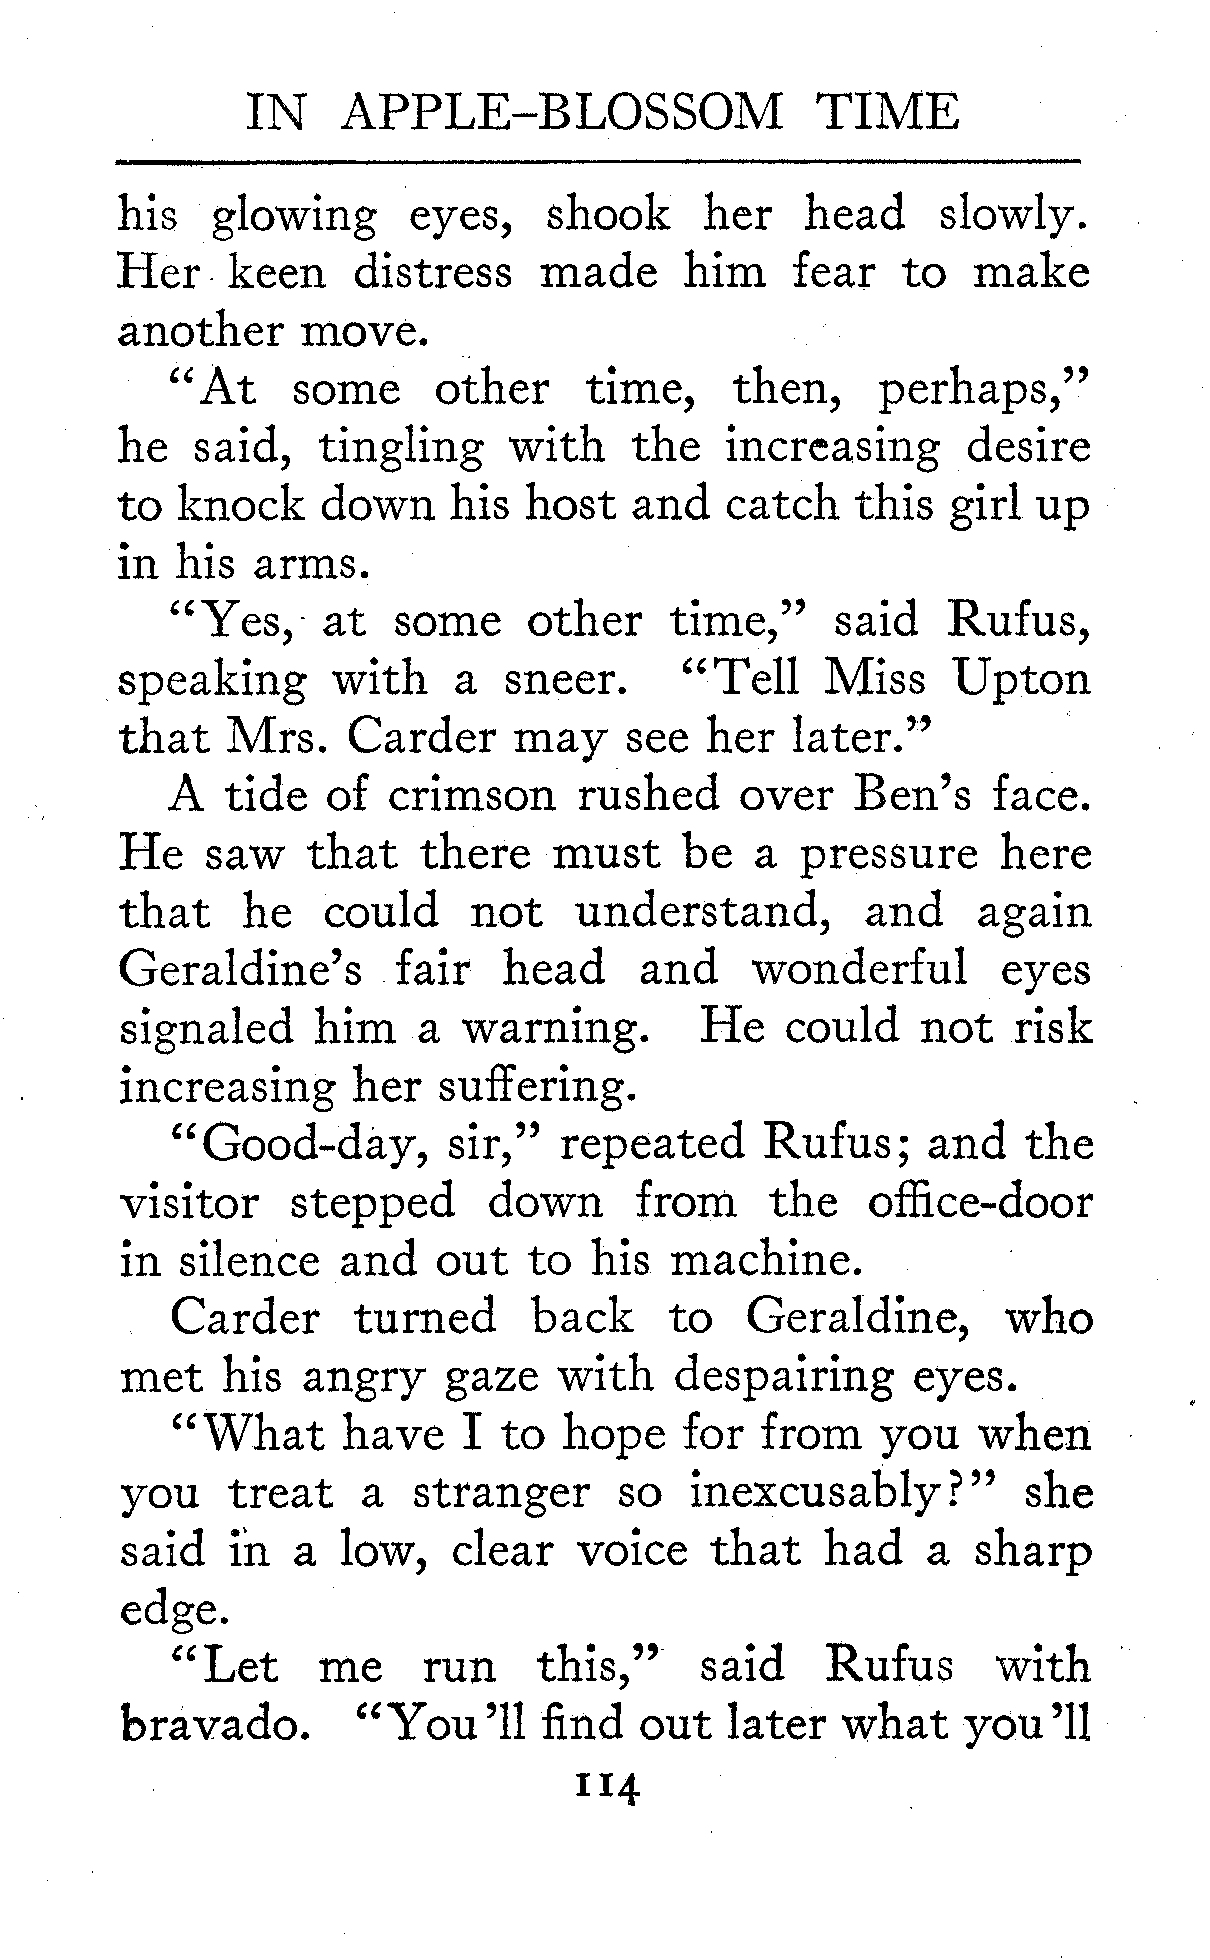 IN APPLE-BLOSSOM TIME
his glowing eyes, shook her head slowly.
Her keen distress made him fear to make
another move.
“At some other time, then, perhaps,”
he said, tingling with the increasing desire
to knock down his host and catch this girl up
in his arms.
“Yes, at some other time,” said Rufus,
speaking with a sneer. “Tell Miss Upton
that Mrs. Carder may see her later.”
A tide of crimson rushed over Ben’s face.
He saw that there must be a pressure here
that he could not understand, and again
Geraldine’s fair head and wonderful eyes
signaled him a warning. He could not risk
increasing her suffering.
“Good-day, sir,” repeated Rufus; and the
visitor stepped down from the office-door
in silence and out to his machine.
Carder turned back to Geraldine, who
met his angry gaze with despairing eyes.
“What have I to hope for from you when
you treat a stranger so inexcusably?” she
said in a low, clear voice that had a sharp
edge.
“Let me run this,” said Rufus with
bravado. “You’ll find out later what you’ll
114